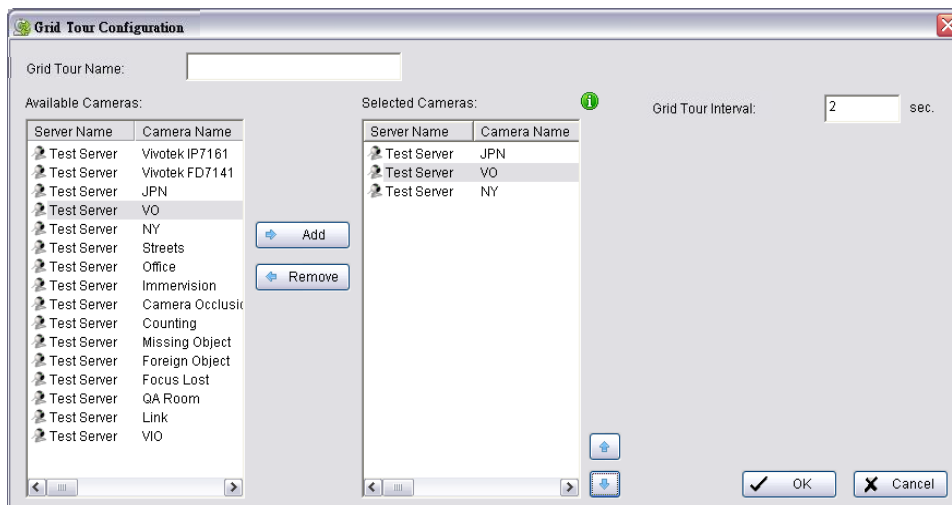 Grid Tour Configuration
Grid Tour Name:
Available Cameras:
Server Name Camera Name
Test Server Vivotek IP7161
Test Server Vivotek FD7141
Test Server JPN
Test Server VO
Test Server NY
Test Server Streets
Test Server Office
Test Server Immervision
Test Server Camera Occlusi
Test Server Counting
Test Server Missing Object
Test Server Foreign Object
Test Server Focus Lost
Test Server QA Room
Test Server Link
Test Server VIO
Add
Remove
Selected Cameras:
Server Name Camera Name
Test Server JPN
Test Server VO
Test Server NY
Grid Tour Interval: 2 sec.
OK
Cancel